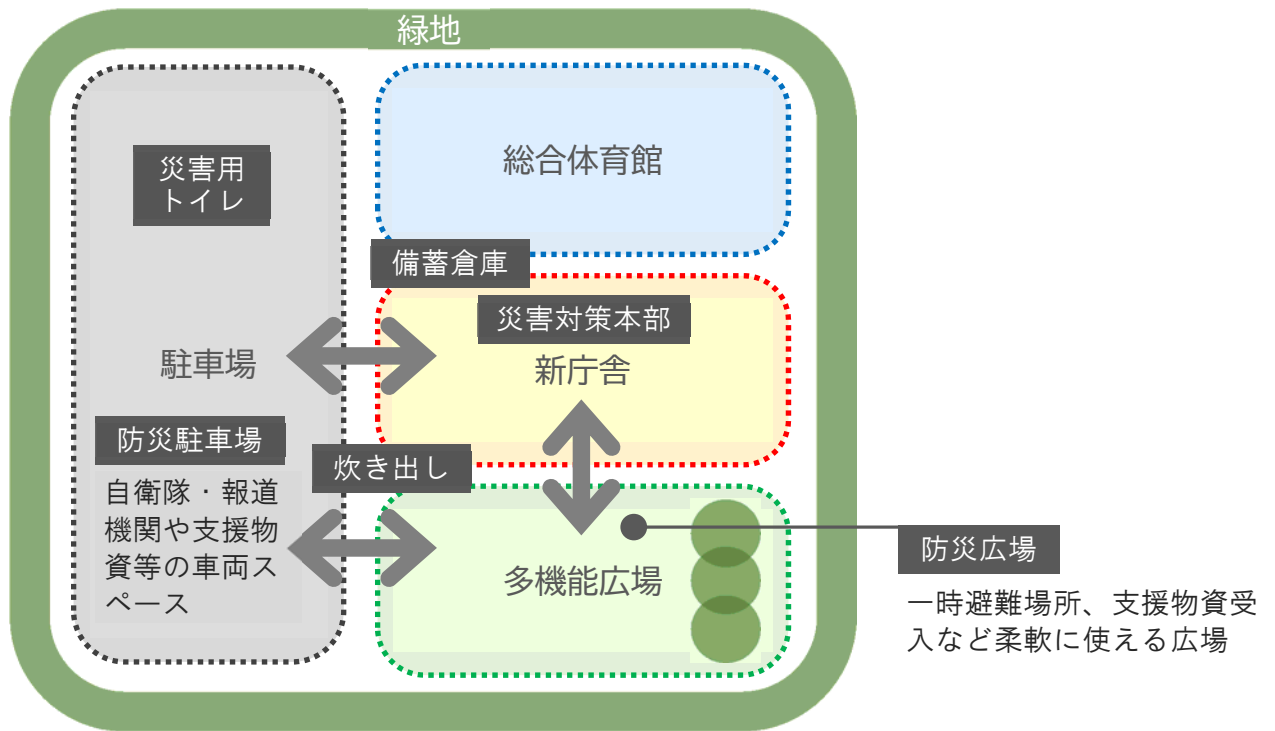 緑地
災害用
トイレ
総合体育館
備蓄倉庫
災害対策本部
駐車場
新庁舎
防災駐車場
炊き出し
自衛隊・報道
機関や支援物
資等の車両ス
ペース
多機能広場
防災広場
一時避難場所、支援物資受
入など柔軟に使える広場